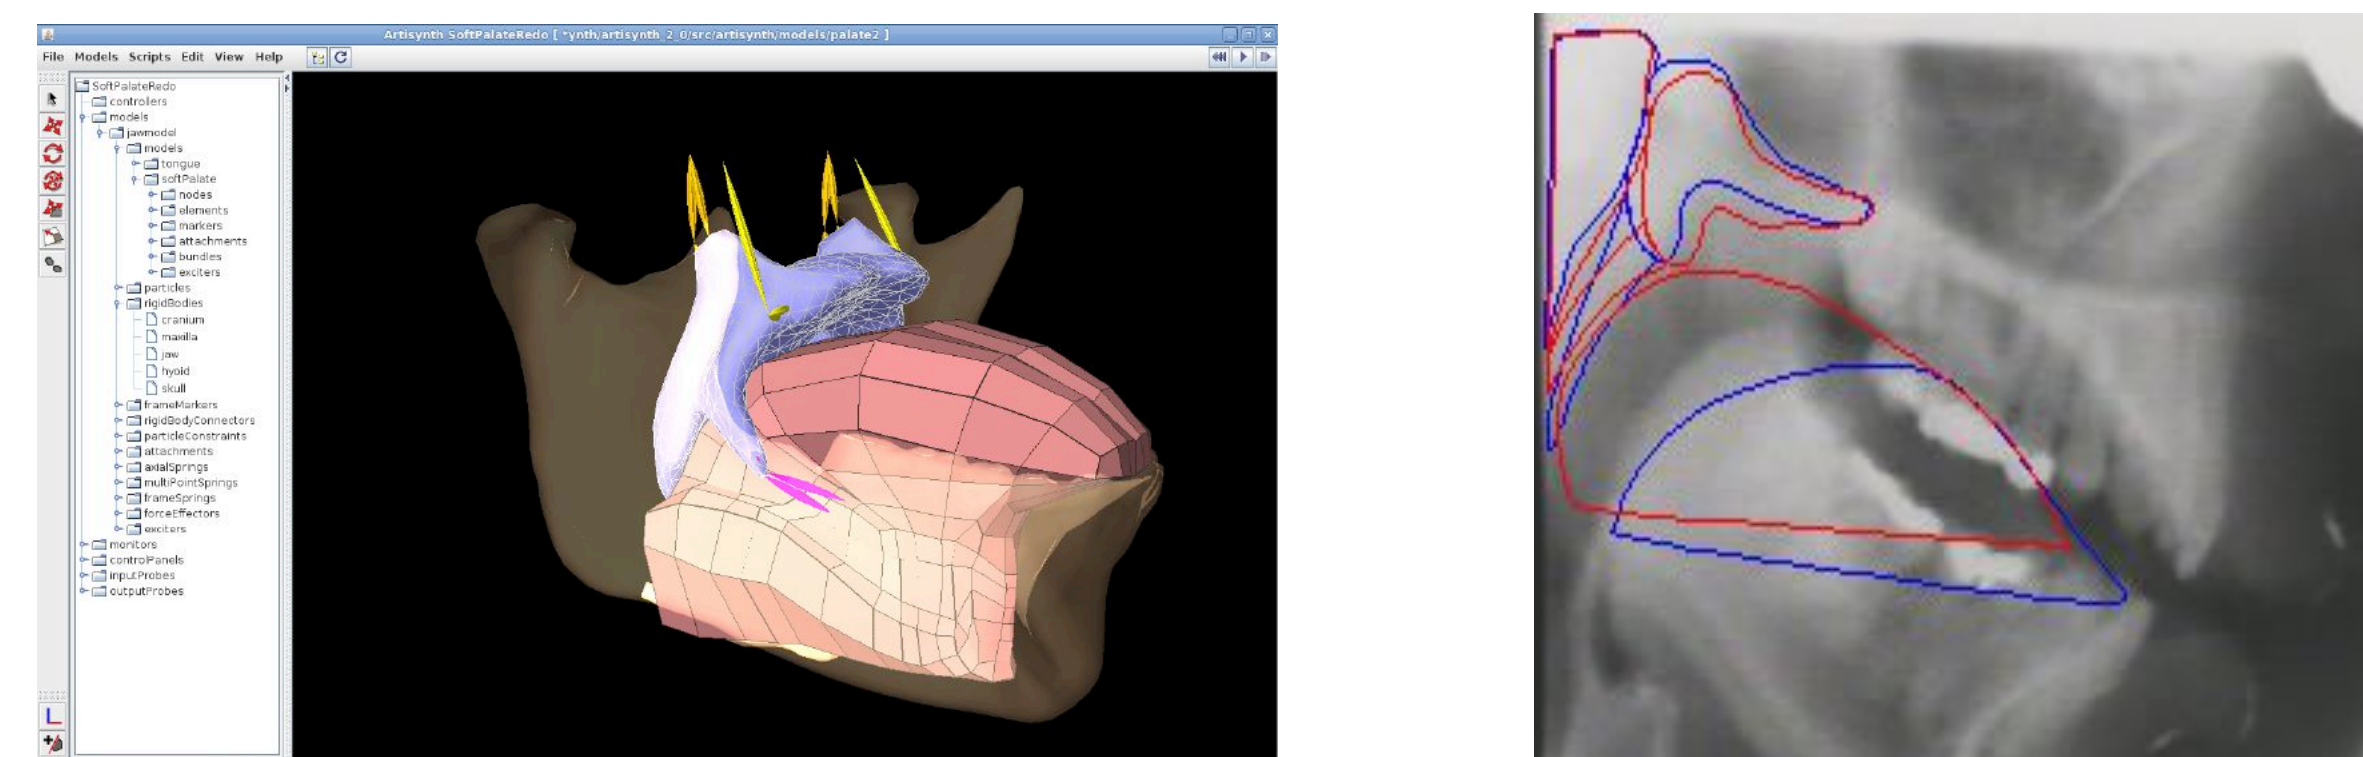 Artisynth SoftPalateRedo [ *ynth/artisynth_2_0/src/artisynth/models/palate2 ]
File Models Scripts Edit View Help
SoftPalateRedo
controllers
models
jawmodel
models
tongue
softPalate
nodes
elements
markers
attachments
bundles
exciters
particles
rigidBodies
cranium
maxilla
jaw
hyoid
skull
frameMarkers
rigidBodyConnectors
particleConstraints
attachments
axialSprings
multiPointSprings
frameSprings
forceEffectors
exciters
monitors
controlPanels
inputProbes
outputProbes